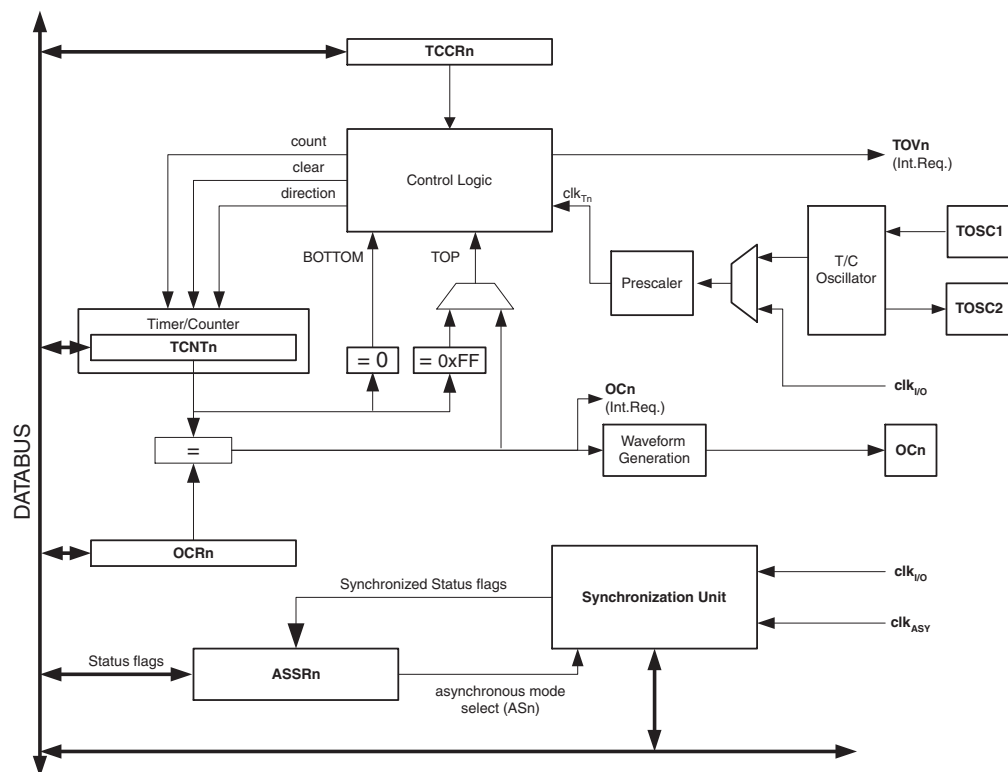 TCCRn
count
clear
direction
Control Logic
TOVn
(Int.Req.)
clkTn
BOTTOM
TOP
Prescaler
T/C
Oscillator
TOSC1
TOSC2
Timer/Counter
TCNTn
= 0
= 0xFF
OCn
(Int.Req.)
clkI/O
=
Waveform
Generation
OCn
DATABUS
OCRn
Synchronized Status flags
Synchronization Unit
clkI/O
clkASY
Status flags
ASSRn
asynchronous mode
select (ASn)